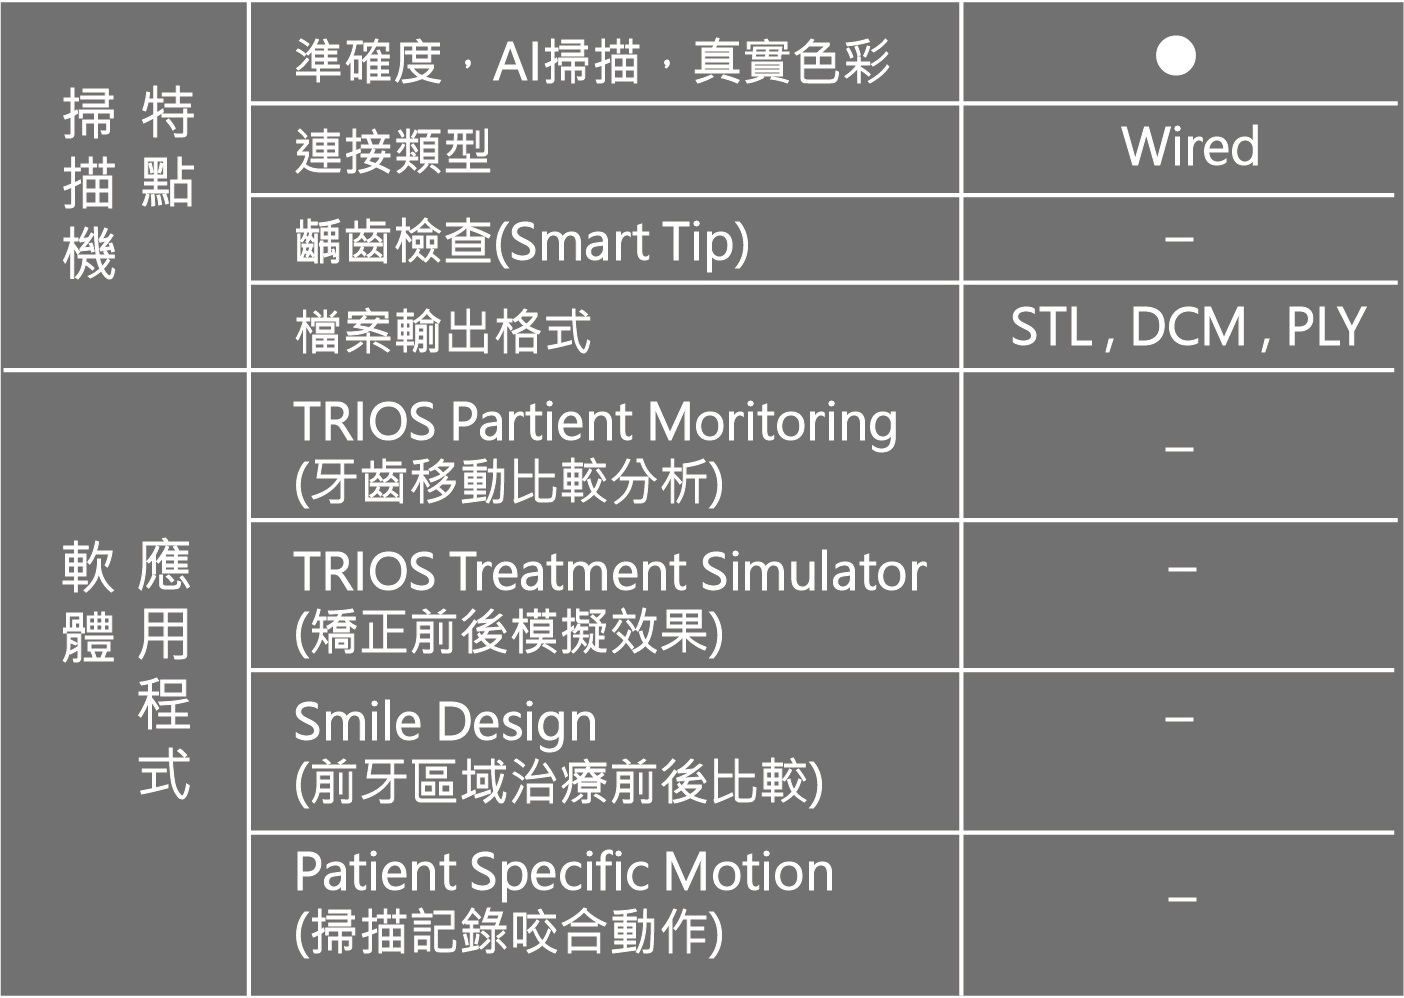 掃描機
特點
準確度，AI掃描，真實色彩
●
連接類型
Wired
齲齒檢查(Smart Tip)
–
檔案輸出格式
STL , DCM , PLY
軟體
應用程式
TRIOS Partient Moritoring
(牙齒移動比較分析)
–
TRIOS Treatment Simulator
(矯正前後模擬效果)
–
Smile Design
(前牙區域治療前後比較)
–
Patient Specific Motion
(掃描記錄咬合動作)
–